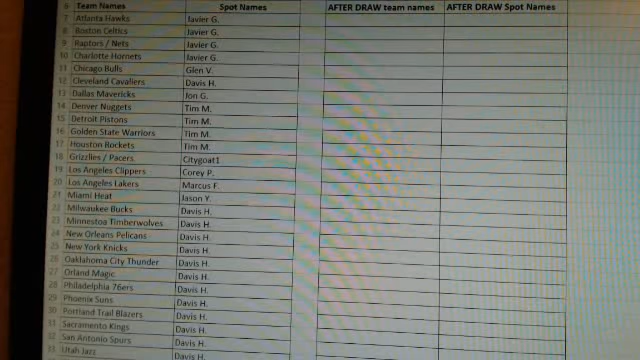 6 Team Names Spot Names AFTER DRAW team names AFTER DRAW Spot Names
7 Atlanta Hawks Javier G.
8 Boston Celtics Javier G.
9 Raptors / Nets Javier G.
10 Charlotte Hornets Javier G.
11 Chicago Bulls Glen V.
12 Cleveland Cavaliers Davis H.
13 Dallas Mavericks Jon G.
14 Denver Nuggets Tim M.
15 Detroit Pistons Tim M.
16 Golden State Warriors Tim M.
17 Houston Rockets Tim M.
18 Grizzlies / Pacers Citygoat1
19 Los Angeles Clippers Corey P.
20 Los Angeles Lakers Marcus F.
21 Miami Heat Jason Y.
22 Milwaukee Bucks Davis H.
23 Minnestoa Timberwolves Davis H.
24 New Orleans Pelicans Davis H.
25 New York Knicks Davis H.
26 Oaklahoma City Thunder Davis H.
27 Orland Magic Davis H.
28 Philadelphia 76ers Davis H.
29 Phoenix Suns Davis H.
30 Portland Trail Blazers Davis H.
31 Sacramento Kings Davis H.
32 San Antonio Spurs Davis H.
33 Utah Jazz Davis H.